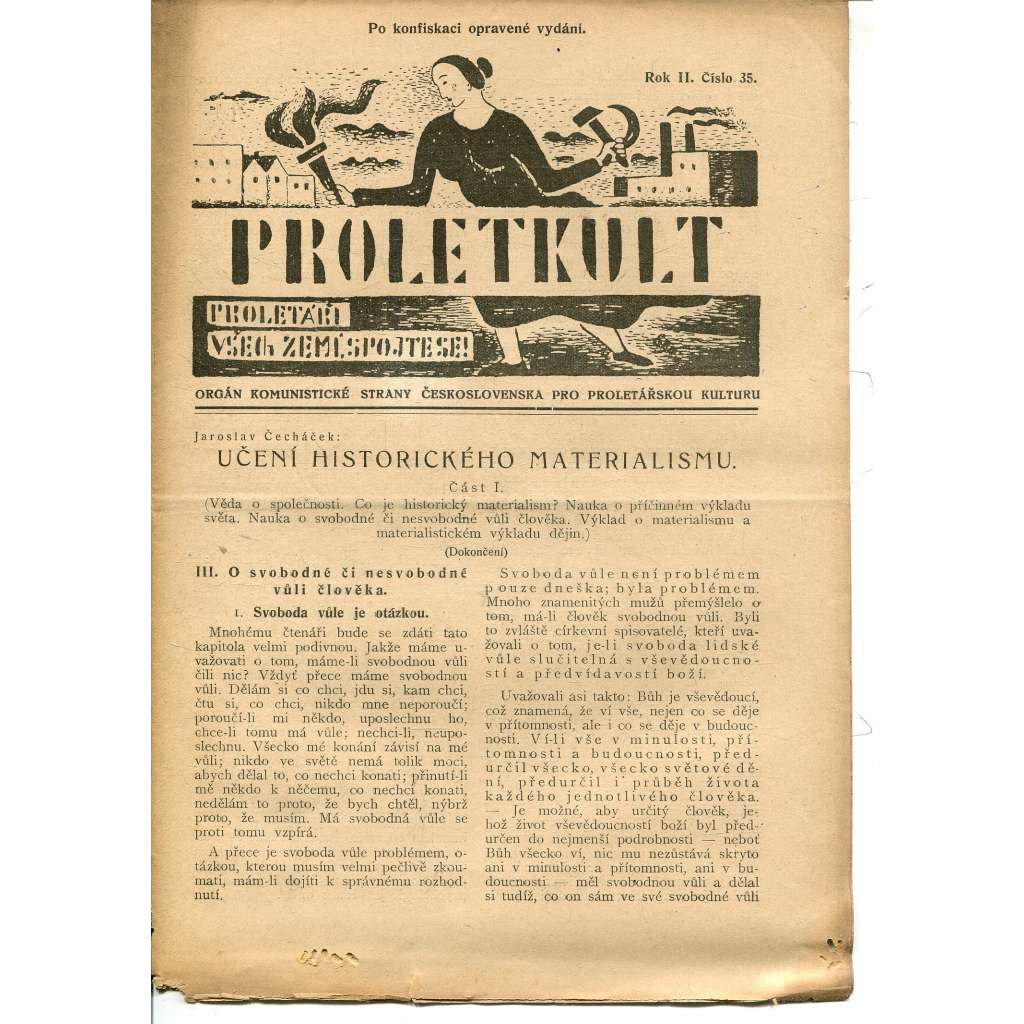 Po konfiskaci opravené vydání.
Rok II. Číslo 35.
PROLETKULT
PROLETÁŘI
VŠECH ZEMÍ, SPOJTE SE!
ORGÁN KOMUNISTICKÉ STRANY ČESKOSLOVENSKA PRO PROLETÁŘSKOU KULTURU
Jaroslav Čecháček:
UČENÍ HISTORICKÉHO MATERIALISMU.
Část I.
(Věda o společnosti. Co je historický materialism? Nauka o příčinném výkladu
světa. Nauka o svobodné či nesvobodné vůli člověka. Výklad o materialismu a
materialistickém výkladu dějin.)
(Dokončení)
III. O svobodné či nesvobodné
vůli člověka.
1. Svoboda vůle je otázkou.
Mnohému čtenáři bude se zdáti tato
kapitola velmi podivnou. Jakže máme u-
važovati o tom, máme-li svobodnou vůli
čili nic? Vždyť přece máme svobodnou
vůli. Dělám si co chci, jdu si, kam chci,
čtu si, co chci, nikdo mne neporoučí;
poroučí-li mi někdo, uposlechnu ho,
chce-li tomu má vůle; nechci-li, neupo-
slechnu. Všecko mé konání závisí na mé
vůli; nikdo ve světě nemá tolik moci,
abych dělal to, co nechci konati; přinutí-li
mě někdo k něčemu, co nechci konati,
nedělám to proto, že bych chtěl, nýbrž
proto, že musím. Má svobodná vůle se
proti tomu vzpírá.
A přece je svoboda vůle problémem, o-
tázkou, kterou musím velmi pečlivě zkou-
mati, mám-li dojíti k správnému rozhod-
nutí.
Svoboda vůle není problémem
pouze dneška; byla problémem.
Mnoho znamenitých mužů přemýšlelo o
tom, má-li člověk svobodnou vůli. Byli
to zvláště církevní spisovatelé, kteří uva-
žovali o tom, je-li svoboda lidské
vůle slučitelná s vševědoucno-
stí a předvídavostí boží.
Uvažovali asi takto: Bůh je vševědoucí,
což znamená, že ví vše, nejen co se děje
v přítomnosti, ale i co se děje v budouc-
nosti. Ví-li vše v minulosti, pří-
tomnosti a budoucnosti, před-
určil všecko, všecko světové dě-
ní, předurčil i průběh života
každého jednotlivého člověka.
— Je možné, aby určitý člověk, je-
hož život vševědoucností boží byl před-
určen do nejmenší podrobnosti — neboť
Bůh všecko ví, nic mu nezůstává skryto
ani v minulosti a přítomnosti, ani v bu-
doucnosti — měl svobodnou vůli a dělal
si tudíž, co on sám ve své svobodné vůli